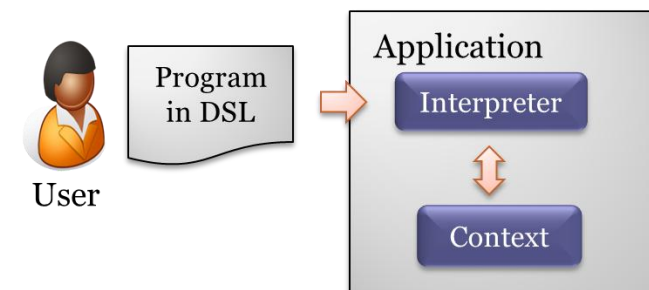 User
Program
in DSL
Application
Interpreter
Context